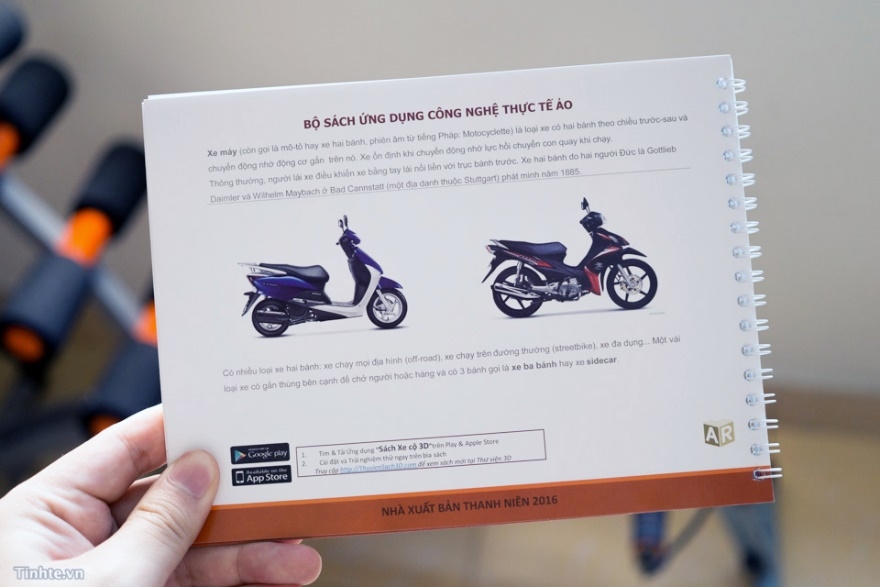 BỘ SÁCH ỨNG DỤNG CÔNG NGHỆ THỰC TẾ ẢO
Xe máy (còn gọi là mô-tô hay xe hai bánh, phiên âm từ tiếng Pháp: Motocyclette) là loại xe có hai bánh theo chiều trước-sau và
chuyển động nhờ động cơ gắn trên nó. Xe ổn định khi chuyển động nhờ lực hồi chuyển con quay khi chạy.
Thông thường, người lái xe điều khiển xe bằng tay lái nối liền với trục bánh trước. Xe hai bánh do hai người Đức là Gottlieb
Daimler và Wilhelm Maybach ở Bad Cannstatt (một địa danh thuộc Stuttgart) phát minh năm 1885.
Có nhiều loại xe hai bánh: xe chạy mọi địa hình (off-road), xe chạy trên đường thường (streetbike), xe đa dụng... Một vài
loại xe có gắn thùng bên cạnh để chở người hoặc hàng và có 3 bánh gọi là xe ba bánh hay xe sidecar.
Google play
Available on the
App Store
1. Tìm & Tải Ứng dụng "Sách Xe cộ 3D" trên Play & Apple Store
2. Cài đặt và Trải nghiệm thử ngay trên bìa sách
Truy cập http://Thuviensach3D.com để xem sách mới tại Thư viện 3D
AR
NHÀ XUẤT BẢN THANH NIÊN 2016
Tinhte.vn